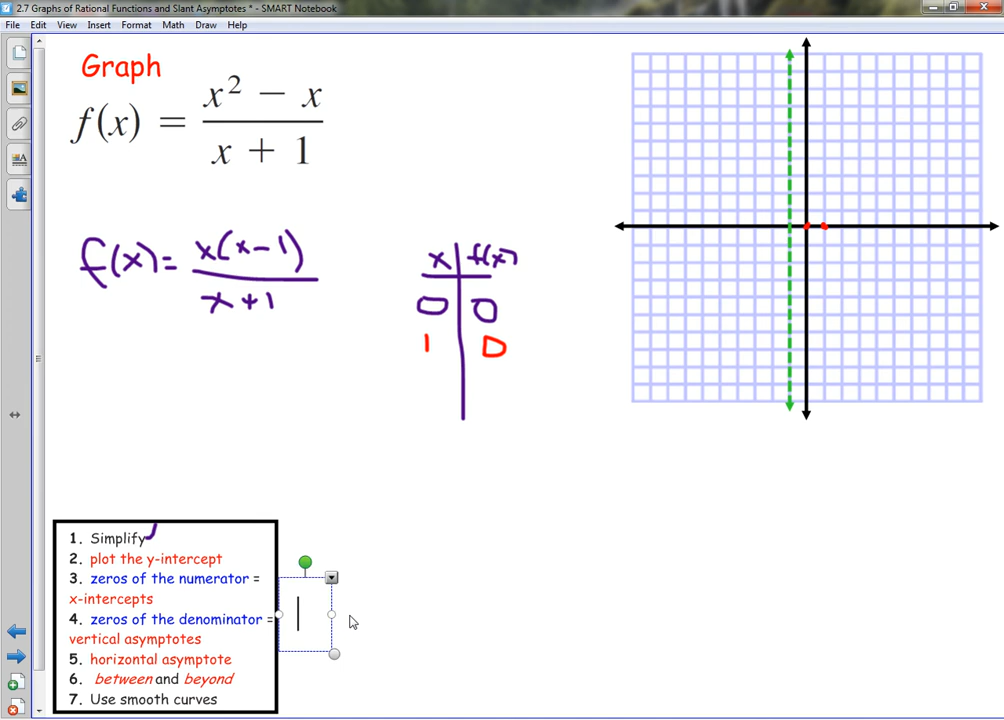 2.7 Graphs of Rational Functions and Slant Asymptotes * - SMART Notebook
File Edit View Insert Format Math Draw Help
Graph
f(x) = x² − x
x + 1
f(x) = x(x − 1)
x + 1
x f(x)
0 0
1 0
1. Simplify
2. plot the y-intercept
3. zeros of the numerator =
x-intercepts
4. zeros of the denominator =
vertical asymptotes
5. horizontal asymptote
6. between and beyond
7. Use smooth curves